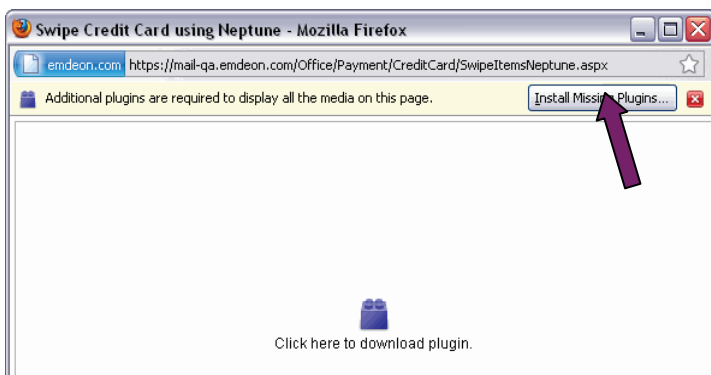 Swipe Credit Card using Neptune - Mozilla Firefox
emdeon.com https://mail-qa.emdeon.com/Office/Payment/CreditCard/SwipeItemsNeptune.aspx
Additional plugins are required to display all the media on this page. Install Missing Plugins...
Click here to download plugin.